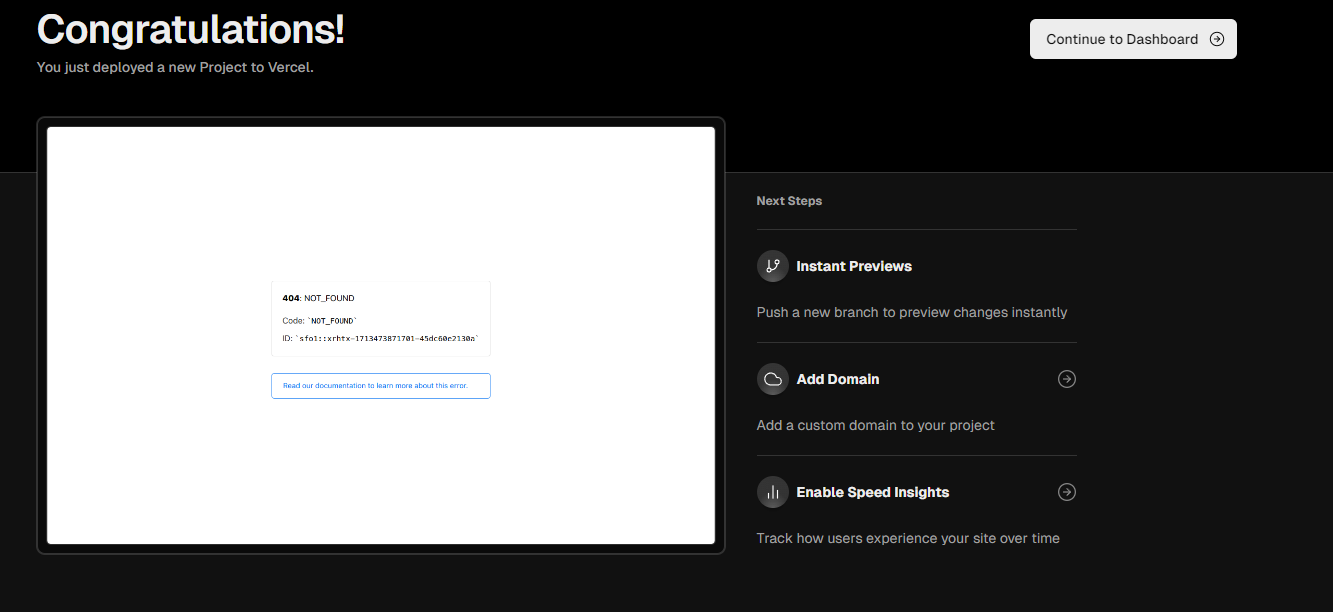 Congratulations!
You just deployed a new Project to Vercel.
Continue to Dashboard
404: NOT_FOUND
Code: `NOT_FOUND`
ID: `sfo1::xrhtx-1713473871701-45dc60e2130a`
Read our documentation to learn more about this error.
Next Steps
Instant Previews
Push a new branch to preview changes instantly
Add Domain
Add a custom domain to your project
Enable Speed Insights
Track how users experience your site over time